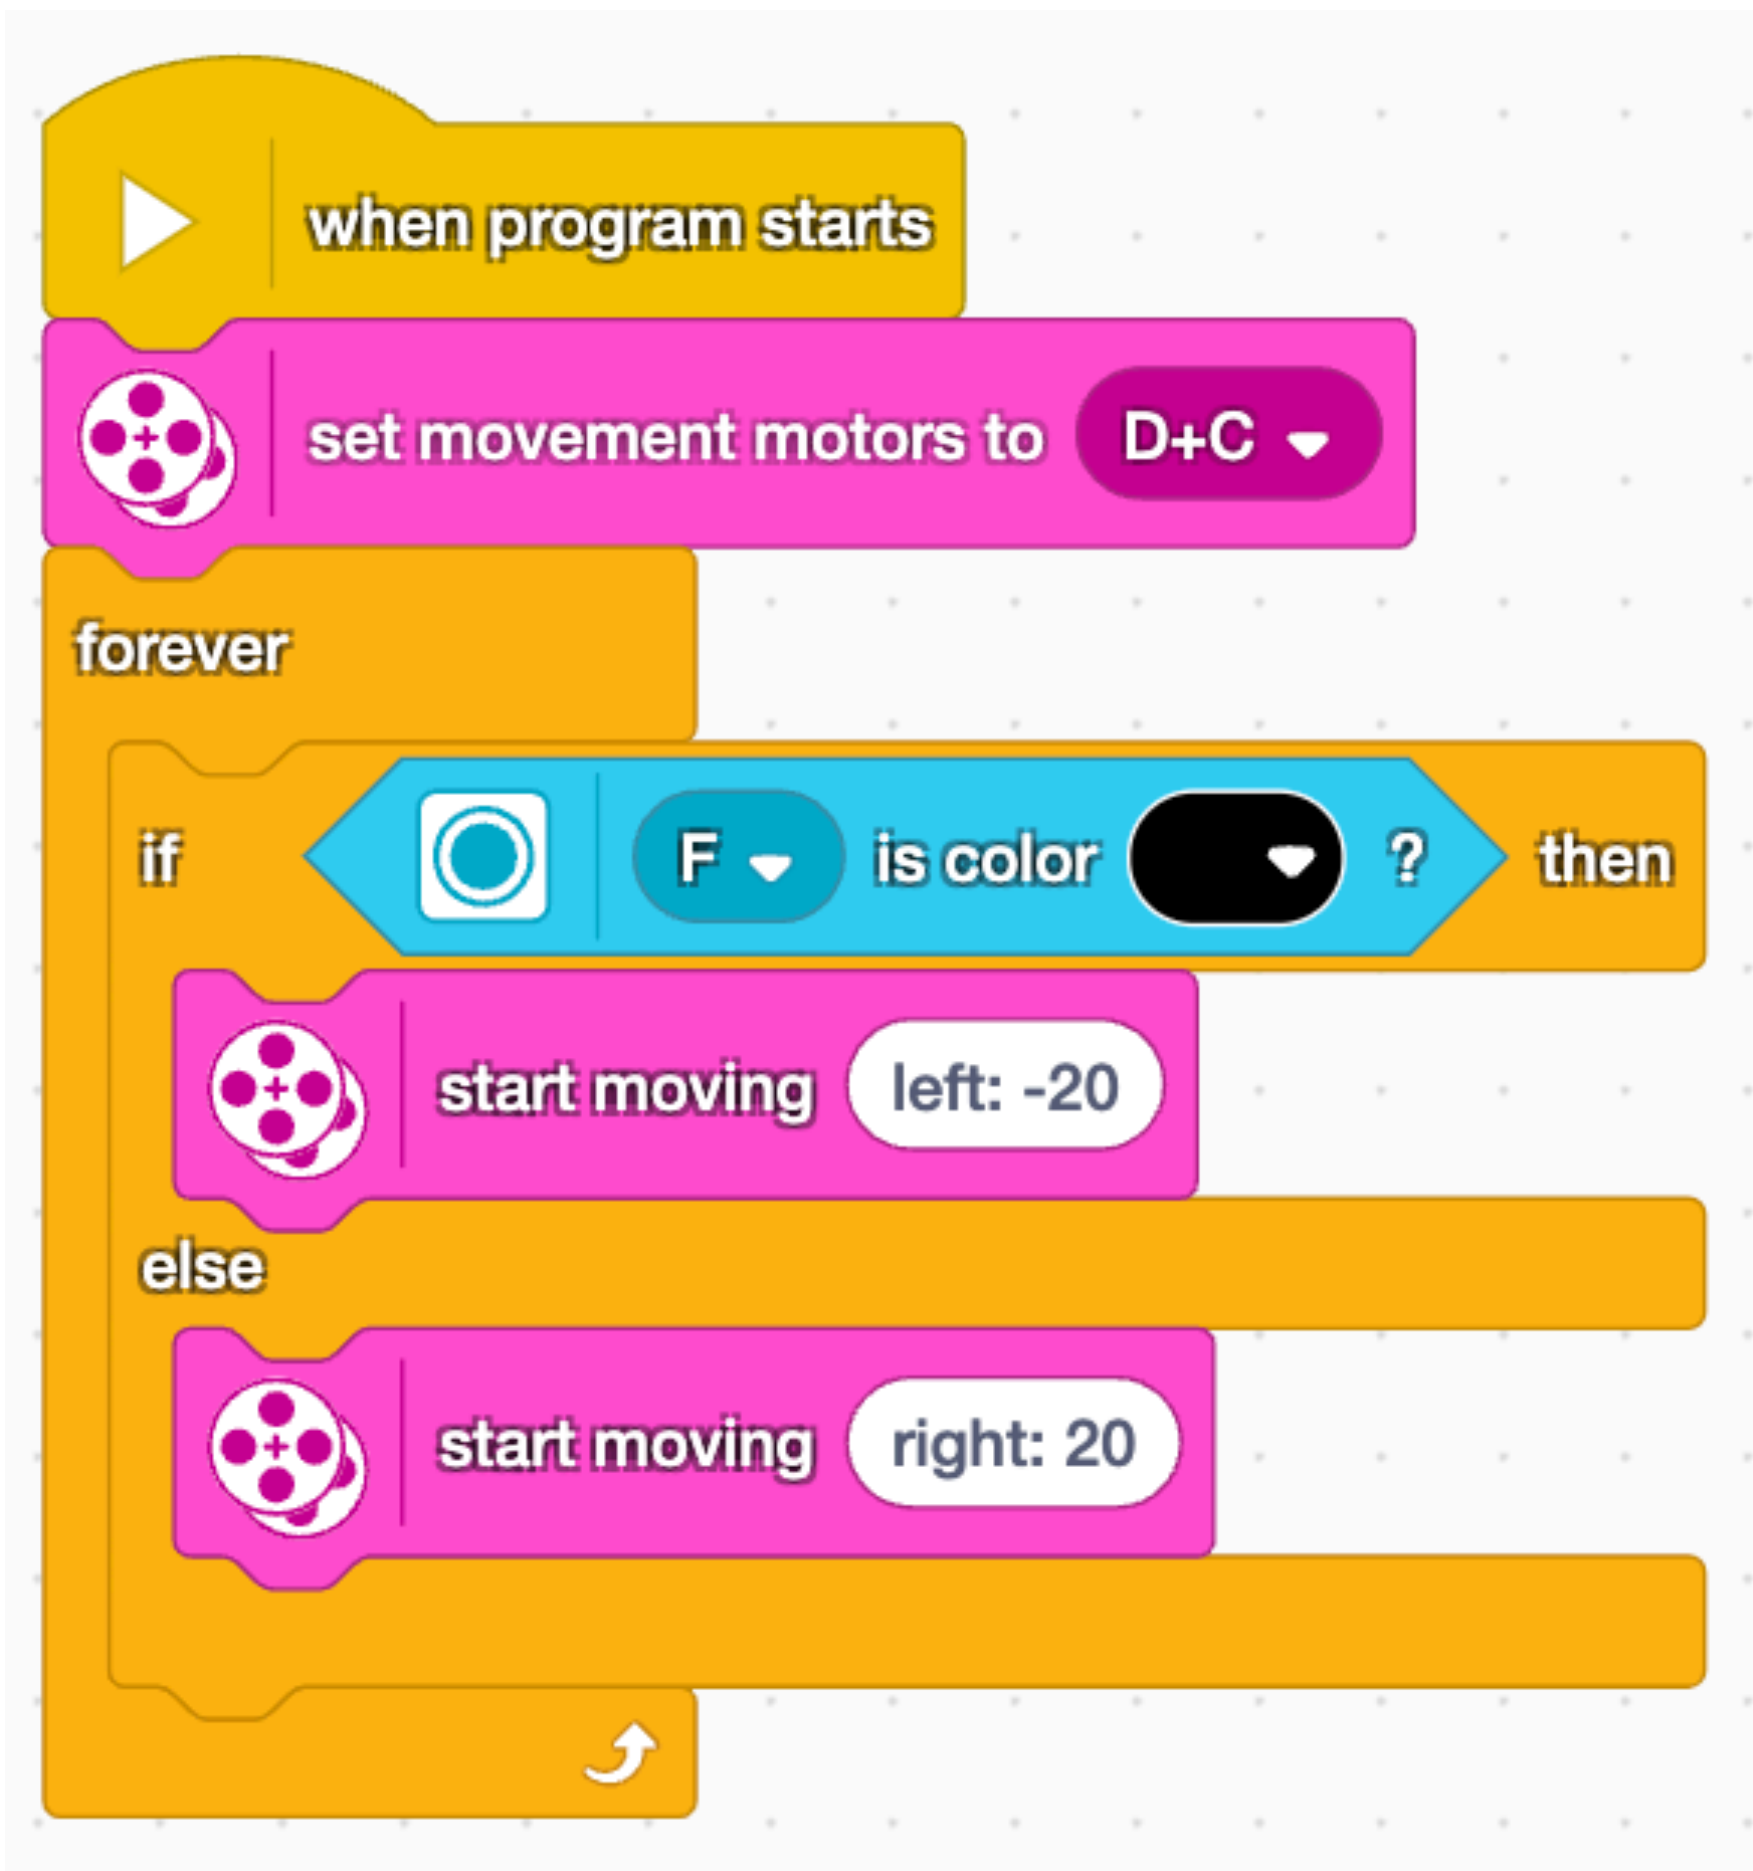 when program starts
set movement motors to D+C
forever
if F is color ? then
start moving left: -20
else
start moving right: 20